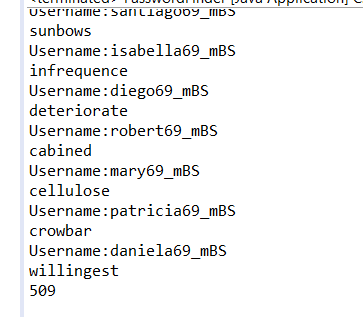 <terminated> PasswordFinder [Java Application] C
Username:santiago69_mBS
sunbows
Username:isabella69_mBS
infrequence
Username:diego69_mBS
deteriorate
Username:robert69_mBS
cabined
Username:mary69_mBS
cellulose
Username:patricia69_mBS
crowbar
Username:daniela69_mBS
willingest
509